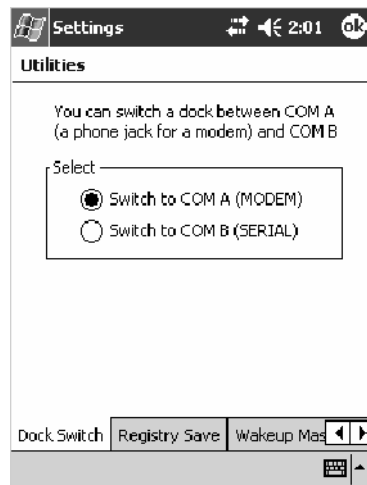 Settings 2:01 ok
Utilities
You can switch a dock between COM A
(a phone jack for a modem) and COM B
Select
Switch to COM A (MODEM)
Switch to COM B (SERIAL)
Dock Switch Registry Save Wakeup Mas